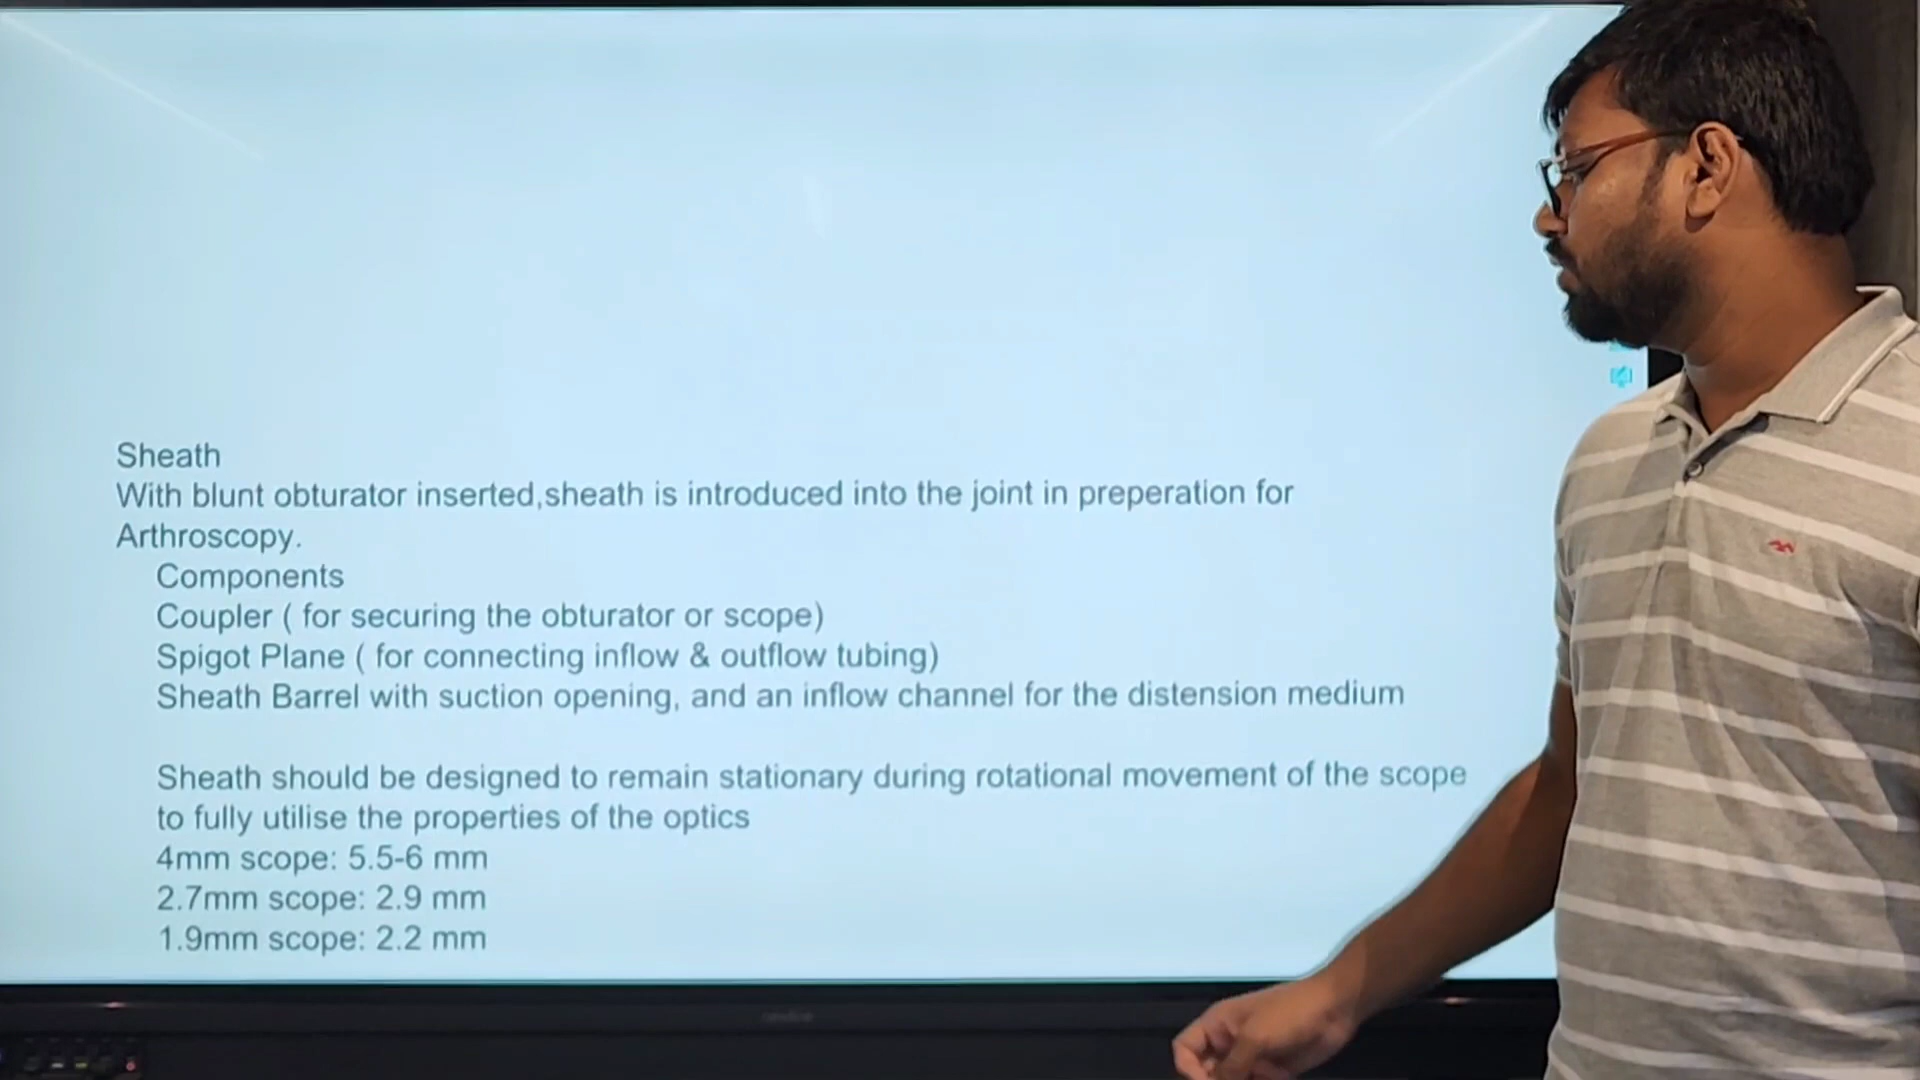 Sheath
With blunt obturator inserted,sheath is introduced into the joint in preperation for
Arthroscopy.
Components
Coupler ( for securing the obturator or scope)
Spigot Plane ( for connecting inflow & outflow tubing)
Sheath Barrel with suction opening, and an inflow channel for the distension medium
Sheath should be designed to remain stationary during rotational movement of the scope
to fully utilise the properties of the optics
4mm scope: 5.5-6 mm
2.7mm scope: 2.9 mm
1.9mm scope: 2.2 mm